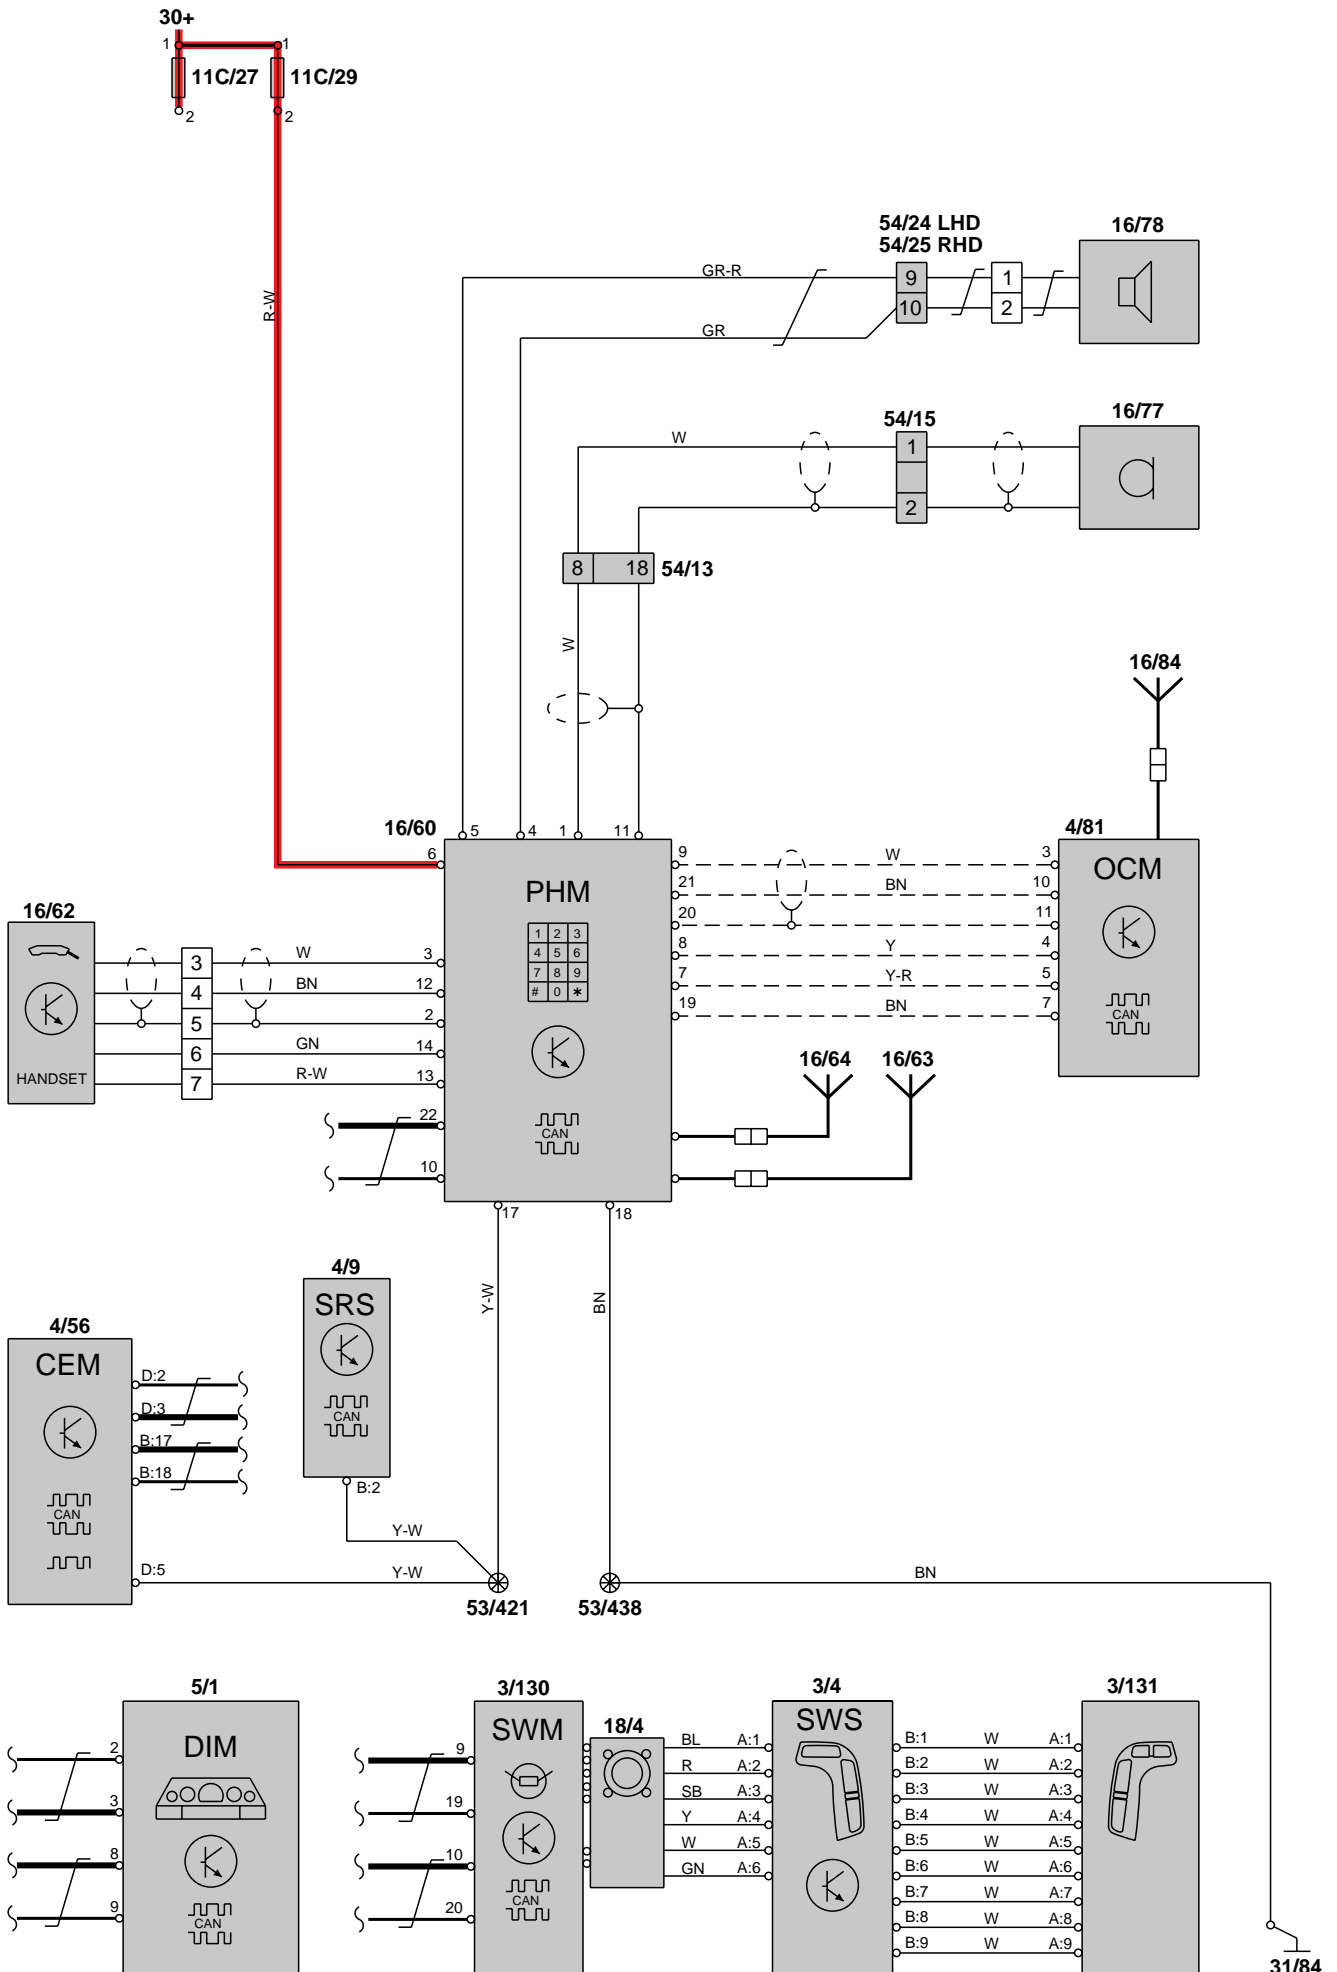 30+
1 1
11C/27 11C/29
2 2
R-W
54/24 LHD
54/25 RHD
16/78
GR-R
9 1
10 2
GR
16/77
54/15
W
1
2
8 18 54/13
W
16/84
16/60
5 4 1 11
4/81
6
PHM
OCM
9 W 3
21 BN 10
20 11
8 Y 4
7 Y-R 5
19 BN 7
1 2 3
4 5 6
7 8 9
# 0 *
CAN
CAN
16/62
3 W 3
4 BN 12
5 2
6 GN 14
7 R-W 13
HANDSET
22
10
16/64 16/63
17 18
Y-W
BN
4/9
SRS
CAN
B:2
4/56
CEM
D:2
D:3
B:17
B:18
CAN
D:5
Y-W
Y-W
BN
53/421 53/438
5/1
DIM
2
3
8
9
CAN
3/130
SWM
9
19
10
20
CAN
18/4
3/4
SWS
3/131
BL A:1
R A:2
SB A:3
Y A:4
W A:5
GN A:6
B:1 W A:1
B:2 W A:2
B:3 W A:3
B:4 W A:4
B:5 W A:5
B:6 W A:6
B:7 W A:7
B:8 W A:8
B:9 W A:9
31/84